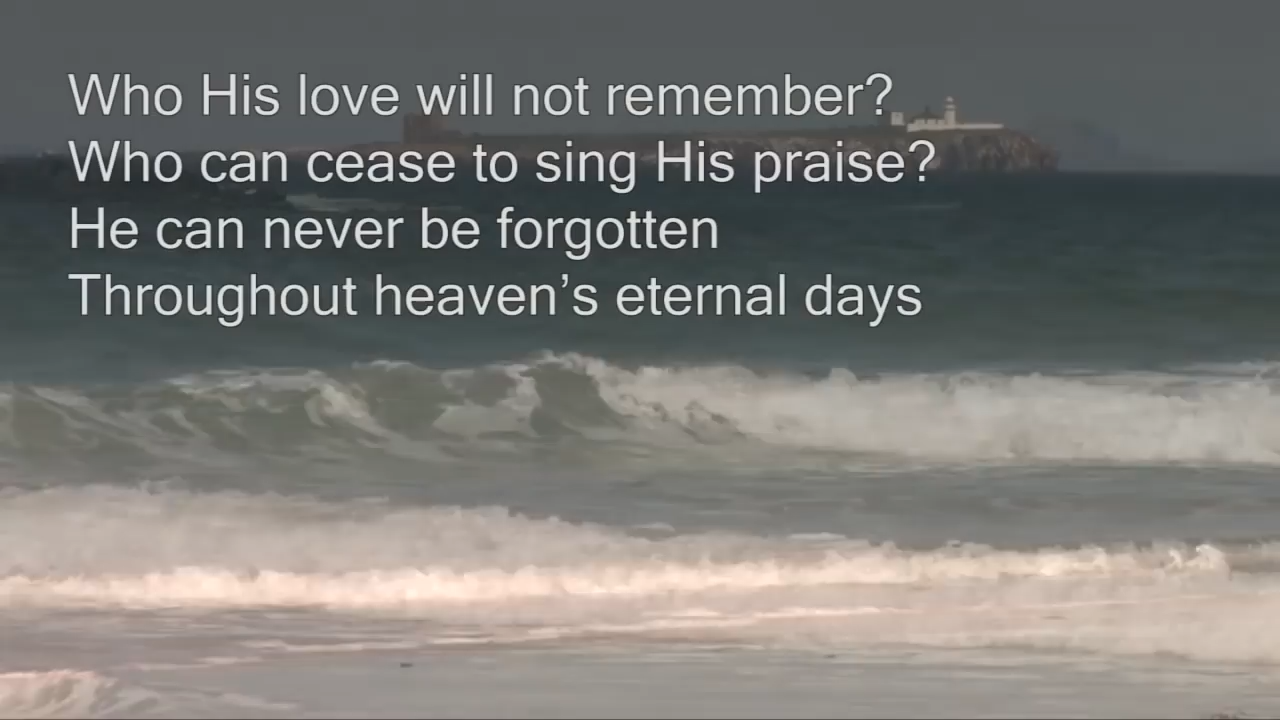 Who His love will not remember?
Who can cease to sing His praise?
He can never be forgotten
Throughout heaven’s eternal days